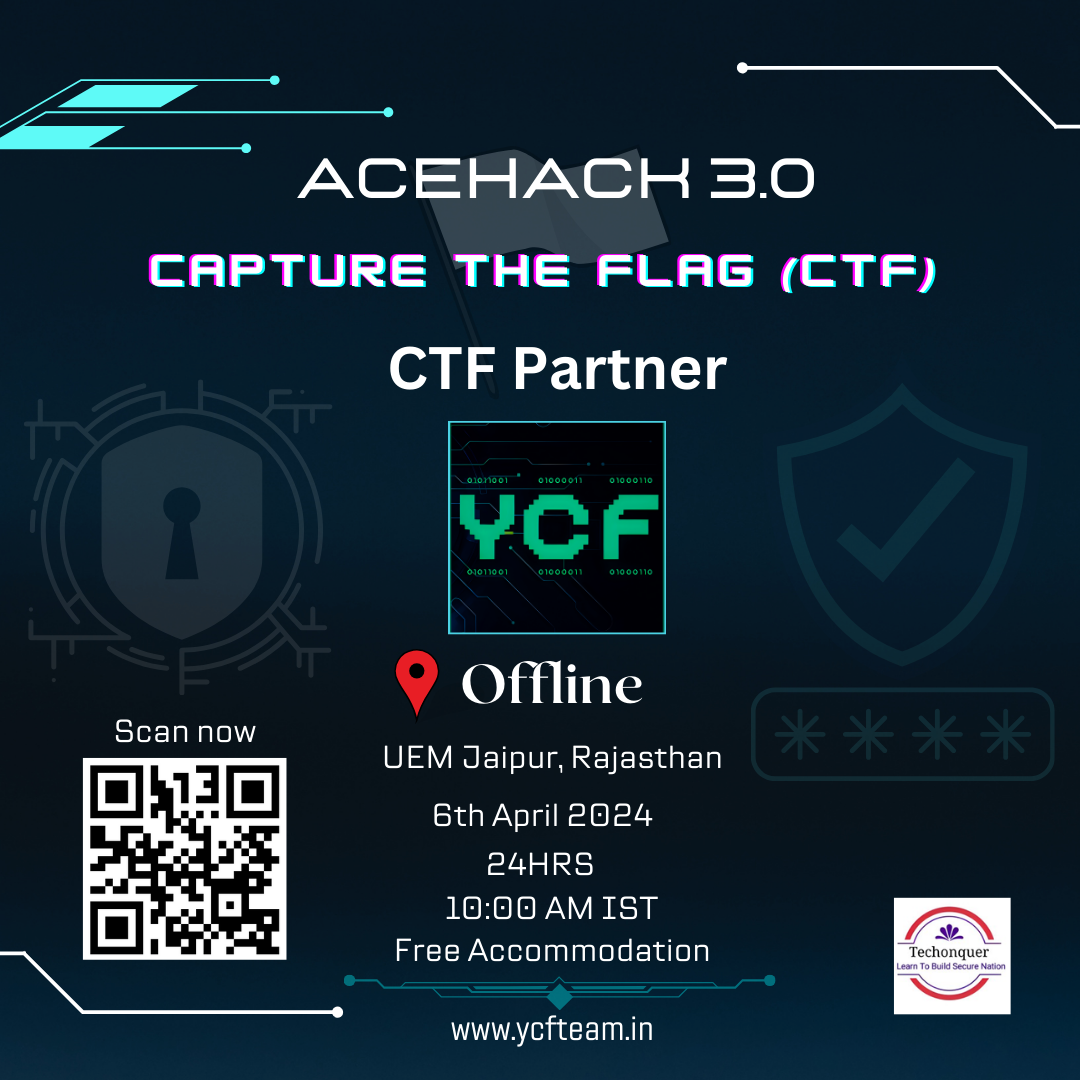 ACEHACK 3.0
CAPTURE THE FLAG (CTF)
CTF Partner
01011001 01000011 01000110
YCF
01011001 01000011 01000110
Offline
Scan now
UEM Jaipur, Rajasthan
6th April 2024
24HRS
10:00 AM IST
Free Accommodation
Techonquer
Learn To Build Secure Nation
www.ycfteam.in